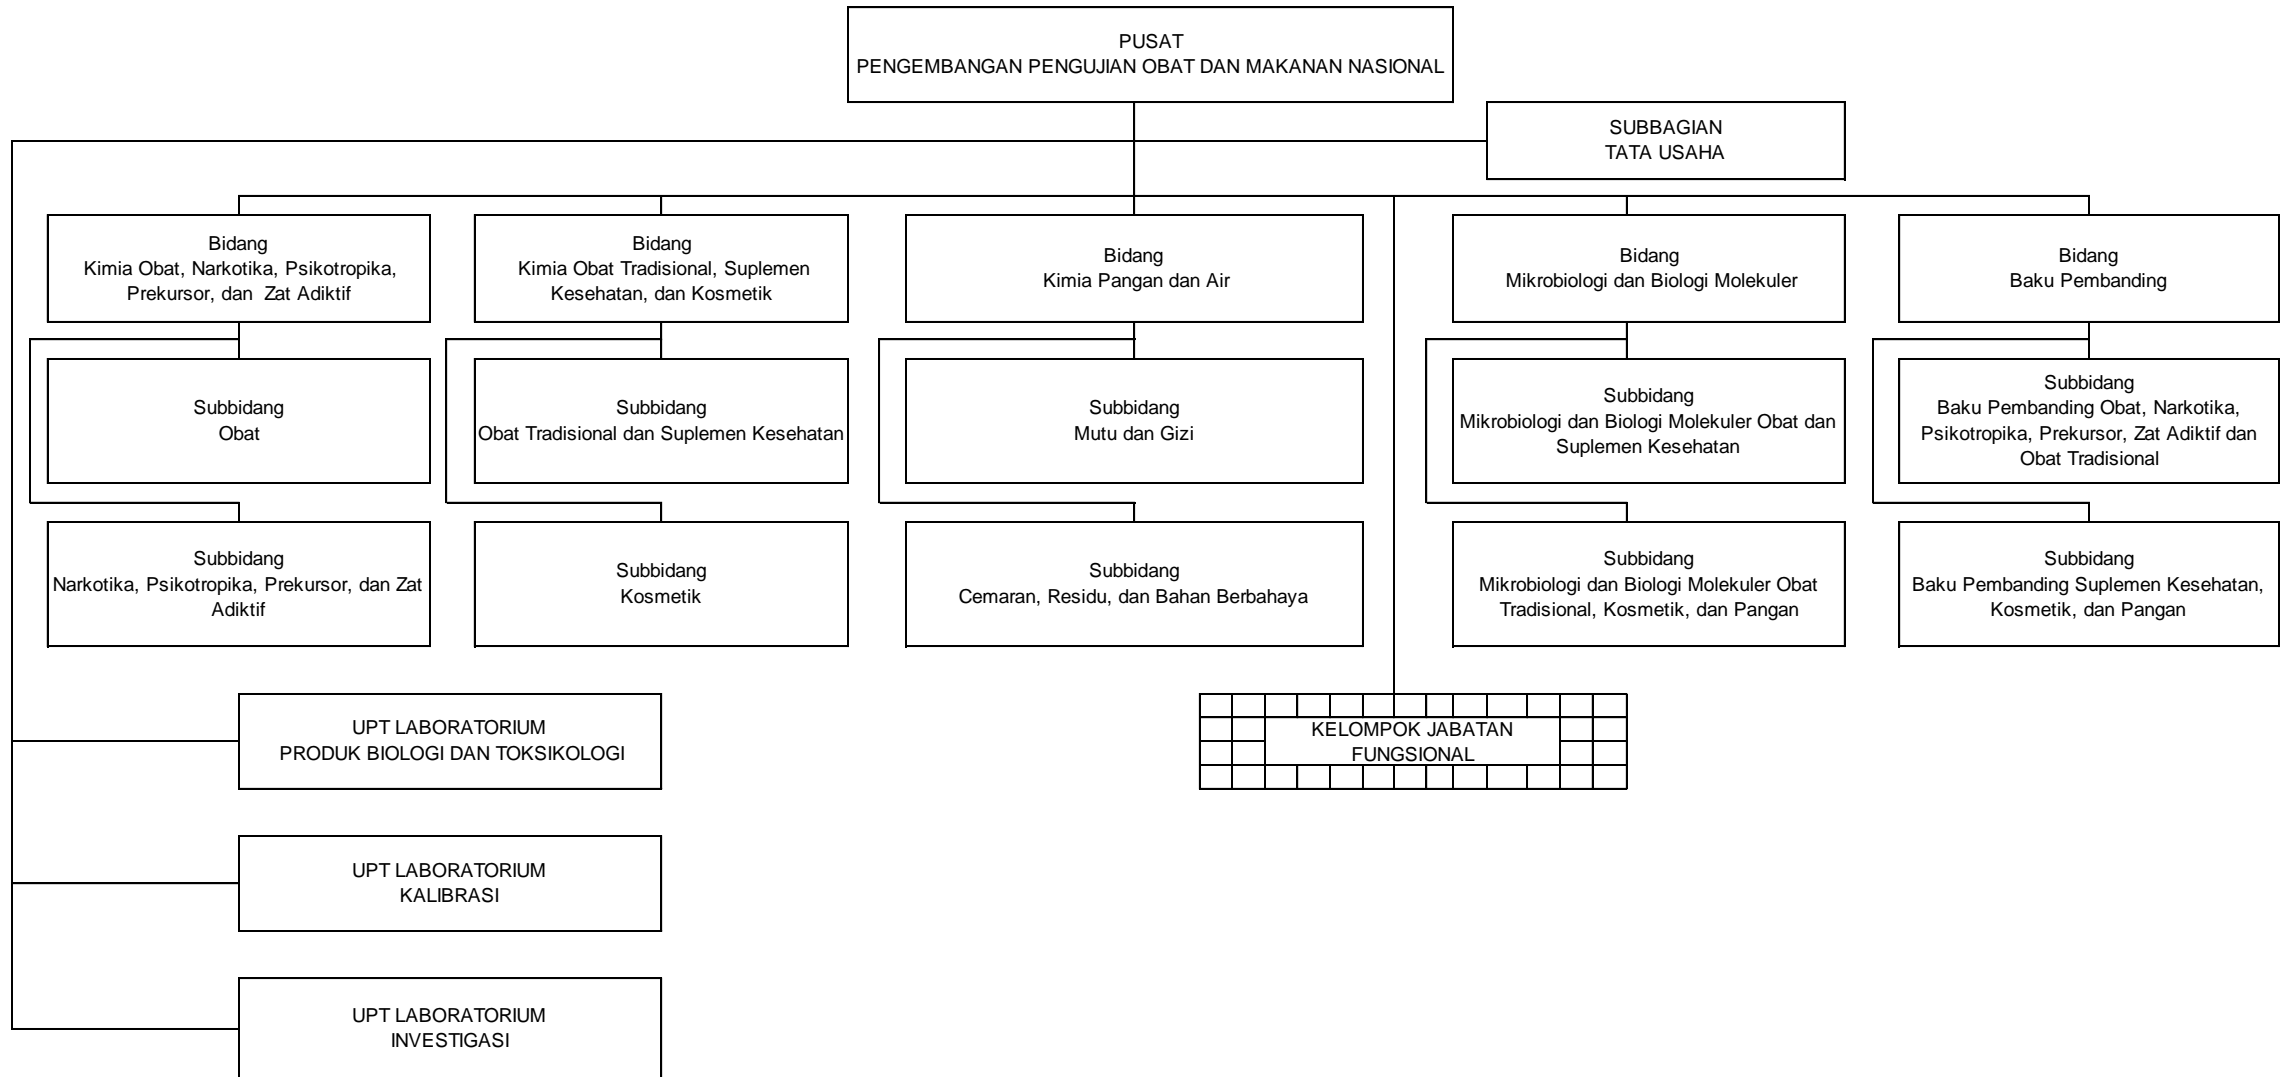 PUSAT
PENGEMBANGAN PENGUJIAN OBAT DAN MAKANAN NASIONAL
SUBBAGIAN
TATA USAHA
Bidang
Kimia Obat, Narkotika, Psikotropika,
Prekursor, dan Zat Adiktif
Bidang
Kimia Obat Tradisional, Suplemen
Kesehatan, dan Kosmetik
Bidang
Kimia Pangan dan Air
Bidang
Mikrobiologi dan Biologi Molekuler
Bidang
Baku Pembanding
Subbidang
Obat
Subbidang
Obat Tradisional dan Suplemen Kesehatan
Subbidang
Mutu dan Gizi
Subbidang
Mikrobiologi dan Biologi Molekuler Obat dan
Suplemen Kesehatan
Subbidang
Baku Pembanding Obat, Narkotika,
Psikotropika, Prekursor, Zat Adiktif dan
Obat Tradisional
Subbidang
Narkotika, Psikotropika, Prekursor, dan Zat
Adiktif
Subbidang
Kosmetik
Subbidang
Cemaran, Residu, dan Bahan Berbahaya
Subbidang
Mikrobiologi dan Biologi Molekuler Obat
Tradisional, Kosmetik, dan Pangan
Subbidang
Baku Pembanding Suplemen Kesehatan,
Kosmetik, dan Pangan
UPT LABORATORIUM
PRODUK BIOLOGI DAN TOKSIKOLOGI
KELOMPOK JABATAN
FUNGSIONAL
UPT LABORATORIUM
KALIBRASI
UPT LABORATORIUM
INVESTIGASI